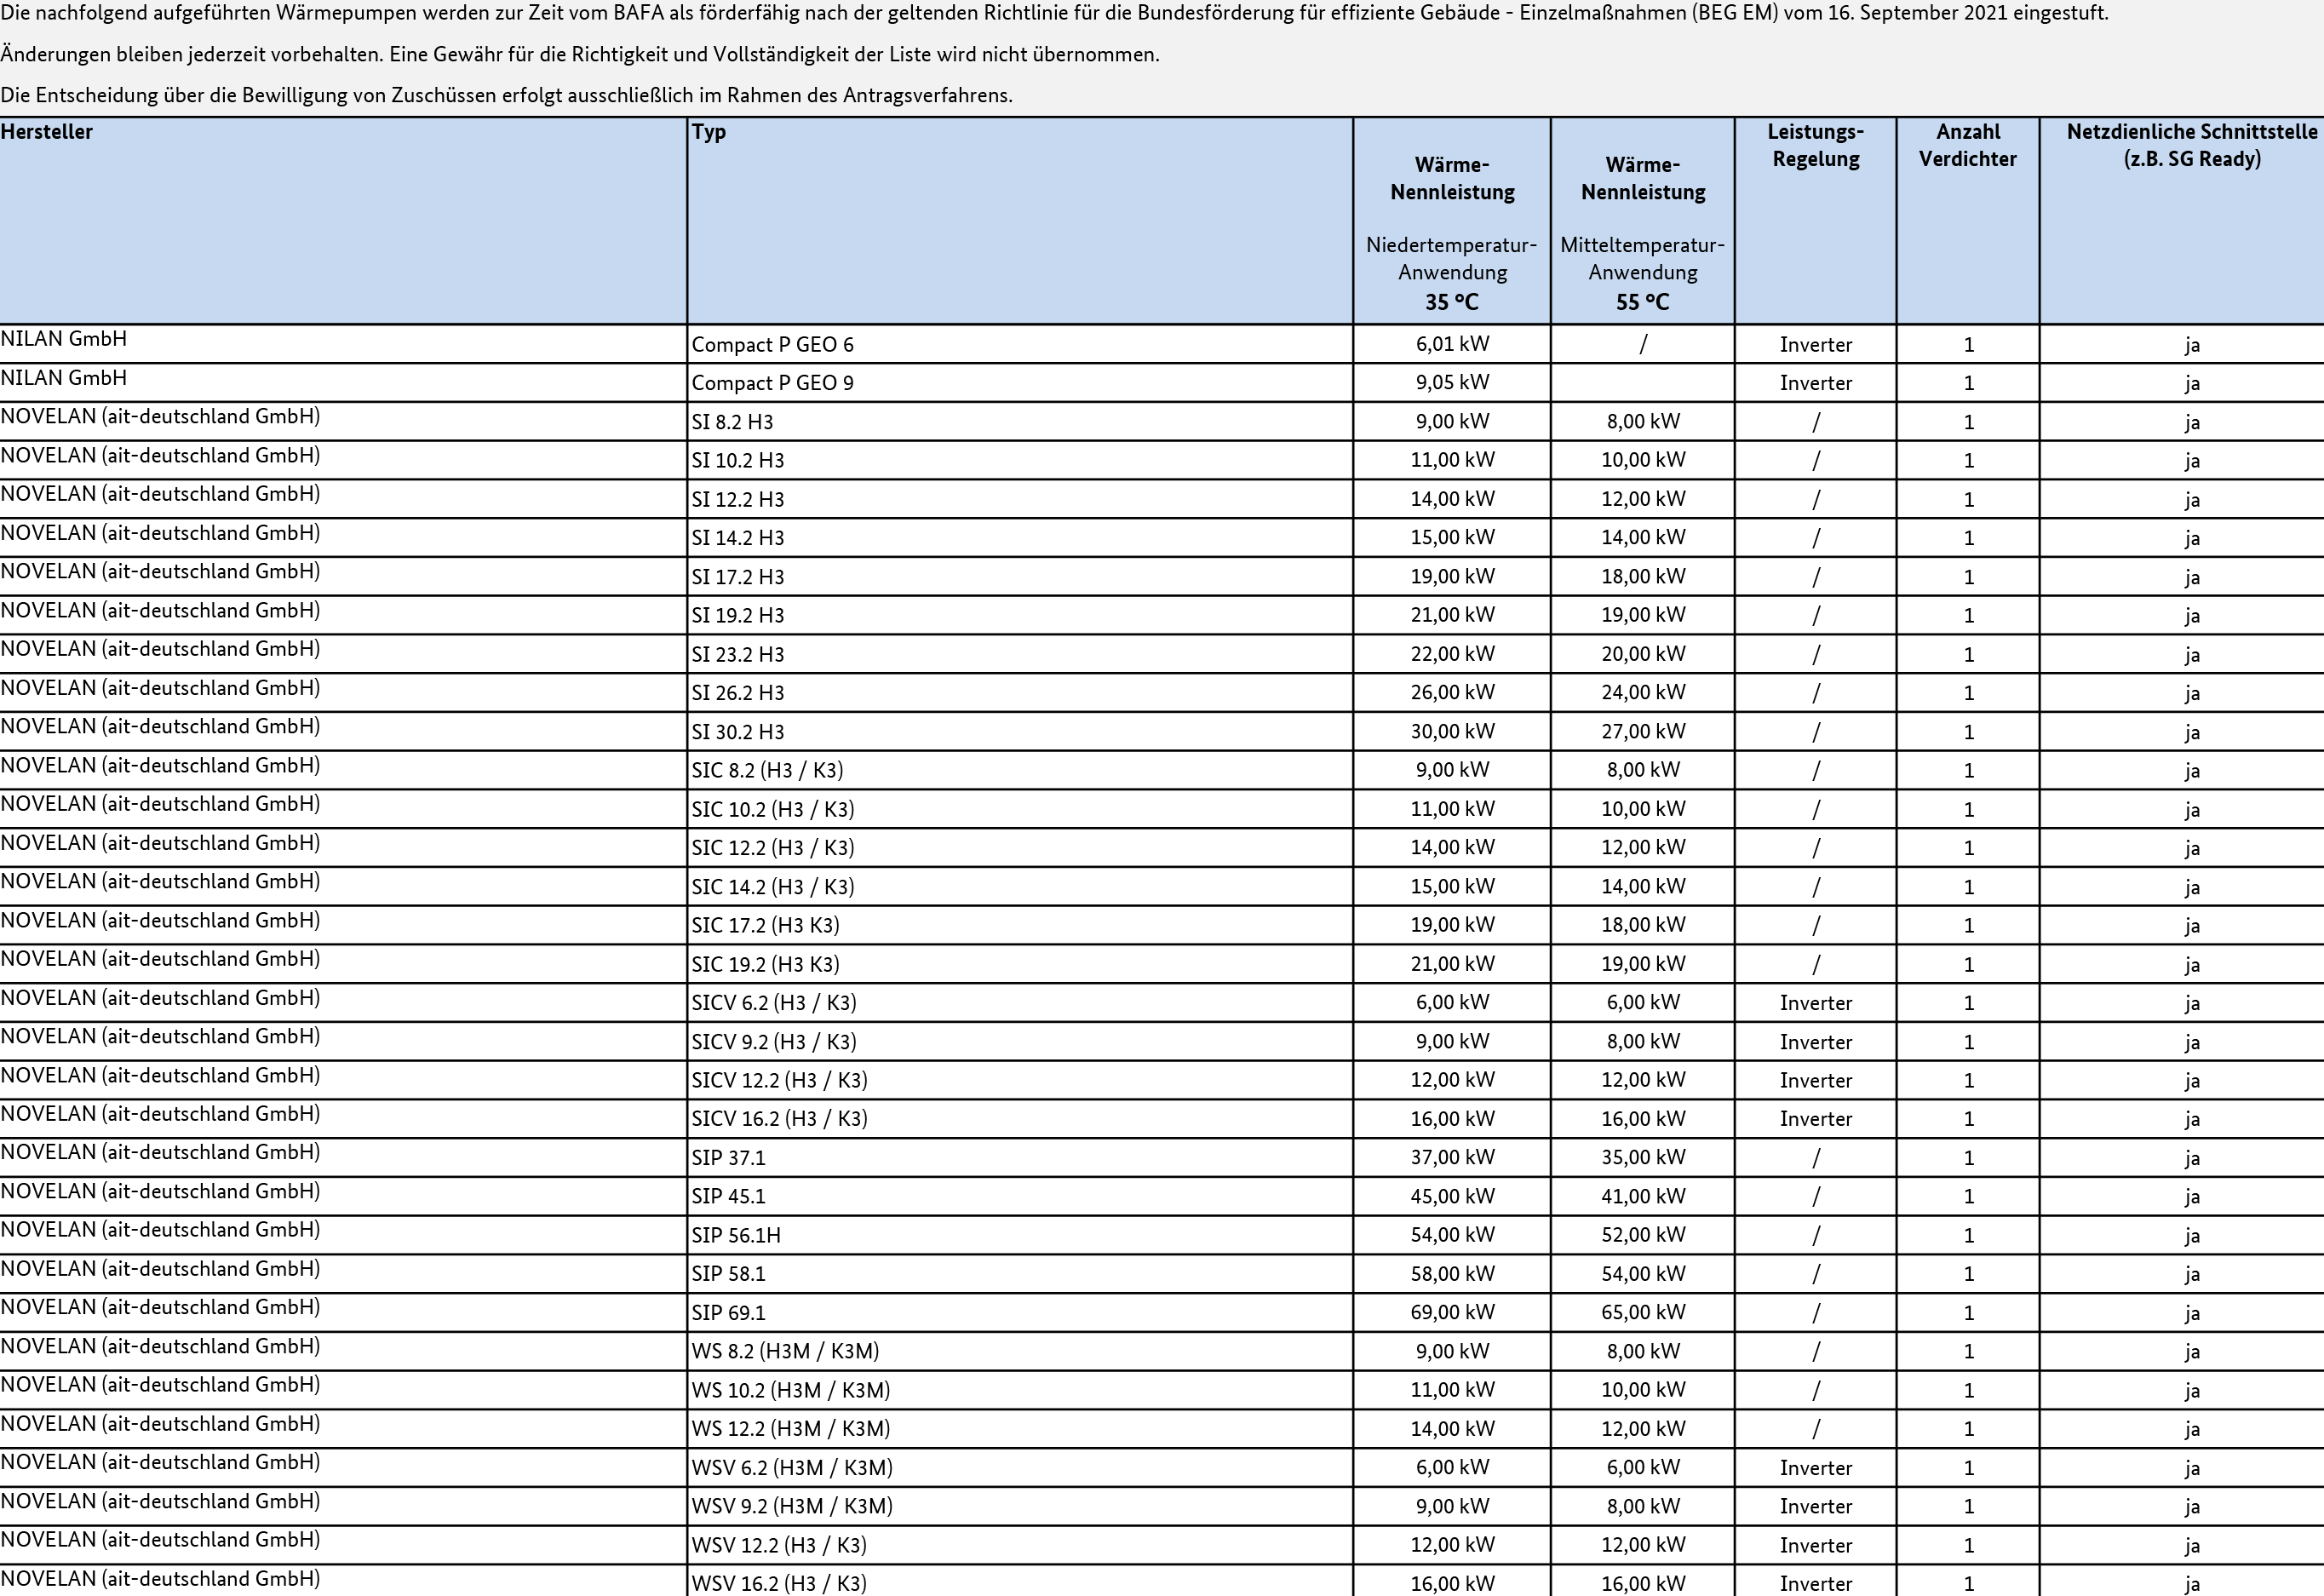 Die nachfolgend aufgeführten Wärmepumpen werden zur Zeit vom BAFA als förderfähig nach der geltenden Richtlinie für die Bundesförderung für effiziente Gebäude - Einzelmaßnahmen (BEG EM) vom 16. September 2021 eingestuft.
Änderungen bleiben jederzeit vorbehalten. Eine Gewähr für die Richtigkeit und Vollständigkeit der Liste wird nicht übernommen.
Die Entscheidung über die Bewilligung von Zuschüssen erfolgt ausschließlich im Rahmen des Antragsverfahrens.
Hersteller Typ Wärme-Nennleistung Niedertemperatur-Anwendung 35 °C Wärme-Nennleistung Mitteltemperatur-Anwendung 55 °C Leistungs-Regelung Anzahl Verdichter Netzdienliche Schnittstelle (z.B. SG Ready)
NILAN GmbH Compact P GEO 6 6,01 kW / Inverter 1 ja
NILAN GmbH Compact P GEO 9 9,05 kW Inverter 1 ja
NOVELAN (ait-deutschland GmbH) SI 8.2 H3 9,00 kW 8,00 kW / 1 ja
NOVELAN (ait-deutschland GmbH) SI 10.2 H3 11,00 kW 10,00 kW / 1 ja
NOVELAN (ait-deutschland GmbH) SI 12.2 H3 14,00 kW 12,00 kW / 1 ja
NOVELAN (ait-deutschland GmbH) SI 14.2 H3 15,00 kW 14,00 kW / 1 ja
NOVELAN (ait-deutschland GmbH) SI 17.2 H3 19,00 kW 18,00 kW / 1 ja
NOVELAN (ait-deutschland GmbH) SI 19.2 H3 21,00 kW 19,00 kW / 1 ja
NOVELAN (ait-deutschland GmbH) SI 23.2 H3 22,00 kW 20,00 kW / 1 ja
NOVELAN (ait-deutschland GmbH) SI 26.2 H3 26,00 kW 24,00 kW / 1 ja
NOVELAN (ait-deutschland GmbH) SI 30.2 H3 30,00 kW 27,00 kW / 1 ja
NOVELAN (ait-deutschland GmbH) SIC 8.2 (H3 / K3) 9,00 kW 8,00 kW / 1 ja
NOVELAN (ait-deutschland GmbH) SIC 10.2 (H3 / K3) 11,00 kW 10,00 kW / 1 ja
NOVELAN (ait-deutschland GmbH) SIC 12.2 (H3 / K3) 14,00 kW 12,00 kW / 1 ja
NOVELAN (ait-deutschland GmbH) SIC 14.2 (H3 / K3) 15,00 kW 14,00 kW / 1 ja
NOVELAN (ait-deutschland GmbH) SIC 17.2 (H3 K3) 19,00 kW 18,00 kW / 1 ja
NOVELAN (ait-deutschland GmbH) SIC 19.2 (H3 K3) 21,00 kW 19,00 kW / 1 ja
NOVELAN (ait-deutschland GmbH) SICV 6.2 (H3 / K3) 6,00 kW 6,00 kW Inverter 1 ja
NOVELAN (ait-deutschland GmbH) SICV 9.2 (H3 / K3) 9,00 kW 8,00 kW Inverter 1 ja
NOVELAN (ait-deutschland GmbH) SICV 12.2 (H3 / K3) 12,00 kW 12,00 kW Inverter 1 ja
NOVELAN (ait-deutschland GmbH) SICV 16.2 (H3 / K3) 16,00 kW 16,00 kW Inverter 1 ja
NOVELAN (ait-deutschland GmbH) SIP 37.1 37,00 kW 35,00 kW / 1 ja
NOVELAN (ait-deutschland GmbH) SIP 45.1 45,00 kW 41,00 kW / 1 ja
NOVELAN (ait-deutschland GmbH) SIP 56.1H 54,00 kW 52,00 kW / 1 ja
NOVELAN (ait-deutschland GmbH) SIP 58.1 58,00 kW 54,00 kW / 1 ja
NOVELAN (ait-deutschland GmbH) SIP 69.1 69,00 kW 65,00 kW / 1 ja
NOVELAN (ait-deutschland GmbH) WS 8.2 (H3M / K3M) 9,00 kW 8,00 kW / 1 ja
NOVELAN (ait-deutschland GmbH) WS 10.2 (H3M / K3M) 11,00 kW 10,00 kW / 1 ja
NOVELAN (ait-deutschland GmbH) WS 12.2 (H3M / K3M) 14,00 kW 12,00 kW / 1 ja
NOVELAN (ait-deutschland GmbH) WSV 6.2 (H3M / K3M) 6,00 kW 6,00 kW Inverter 1 ja
NOVELAN (ait-deutschland GmbH) WSV 9.2 (H3M / K3M) 9,00 kW 8,00 kW Inverter 1 ja
NOVELAN (ait-deutschland GmbH) WSV 12.2 (H3 / K3) 12,00 kW 12,00 kW Inverter 1 ja
NOVELAN (ait-deutschland GmbH) WSV 16.2 (H3 / K3) 16,00 kW 16,00 kW Inverter 1 ja